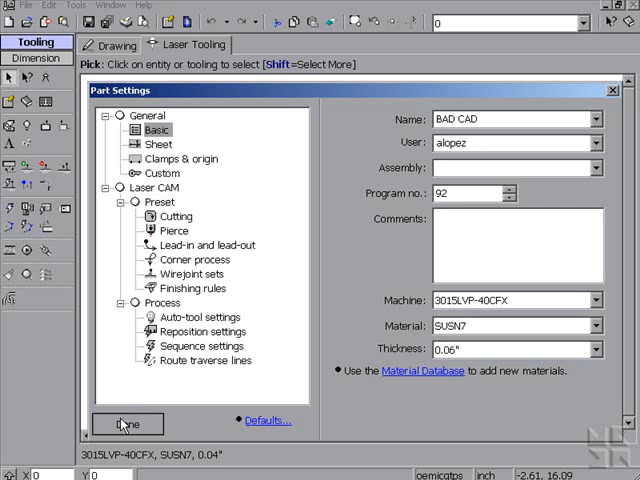 File Edit View Tools Window Help
0
Tooling
Dimension
Drawing
Laser Tooling
Pick: Click on entity or tooling to select [Shift=Select More]
Part Settings
General
Basic
Sheet
Clamps & origin
Custom
Laser CAM
Preset
Cutting
Pierce
Lead-in and lead-out
Corner process
Wirejoint sets
Finishing rules
Process
Auto-tool settings
Reposition settings
Sequence settings
Route traverse lines
Done
Defaults...
Name: BAD CAD
User: alopez
Assembly:
Program no.: 92
Comments:
Machine: 3015LVP-40CFX
Material: SUSN7
Thickness: 0.06"
Use the Material Database to add new materials.
3015LVP-40CFX, SUSN7, 0.04"
X 0 Y 0 oemicgtps inch -2.61, 16.09